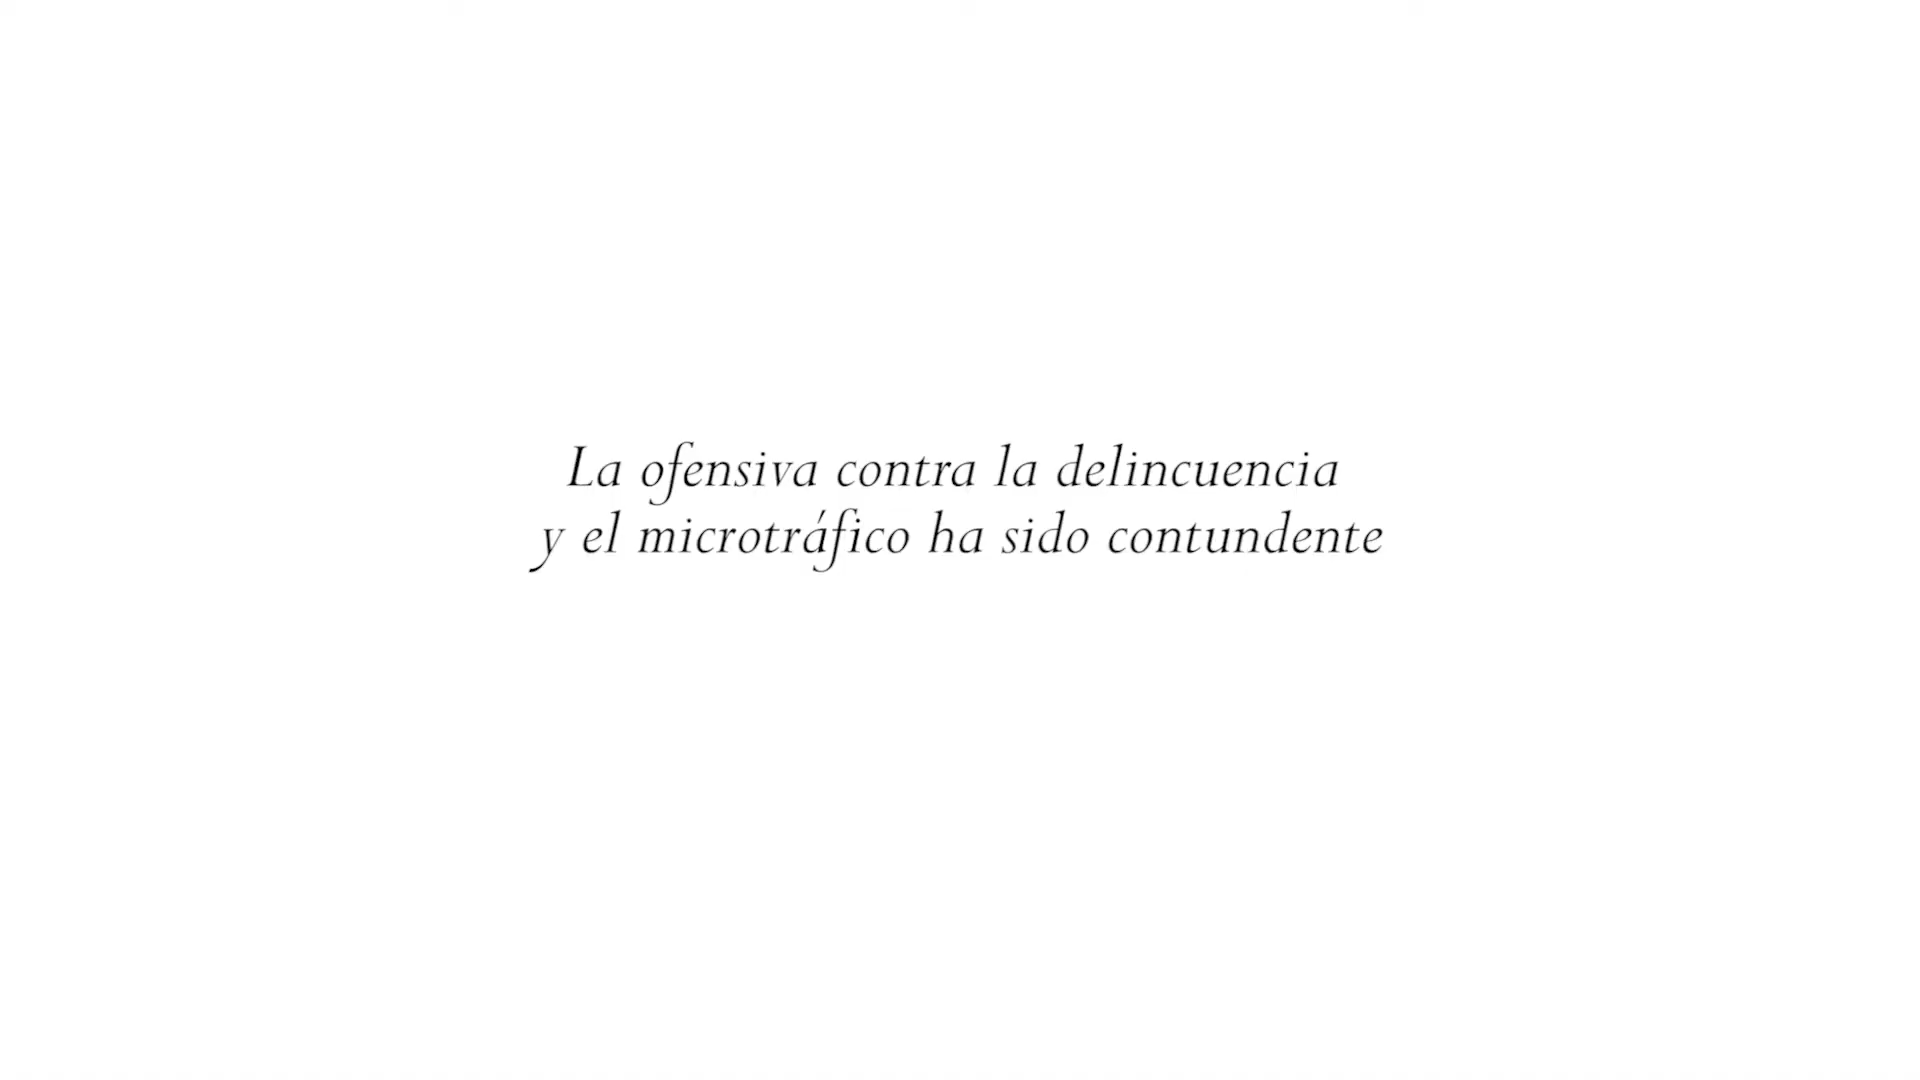 La ofensiva contra la delincuencia
y el microtráfico ha sido contundente